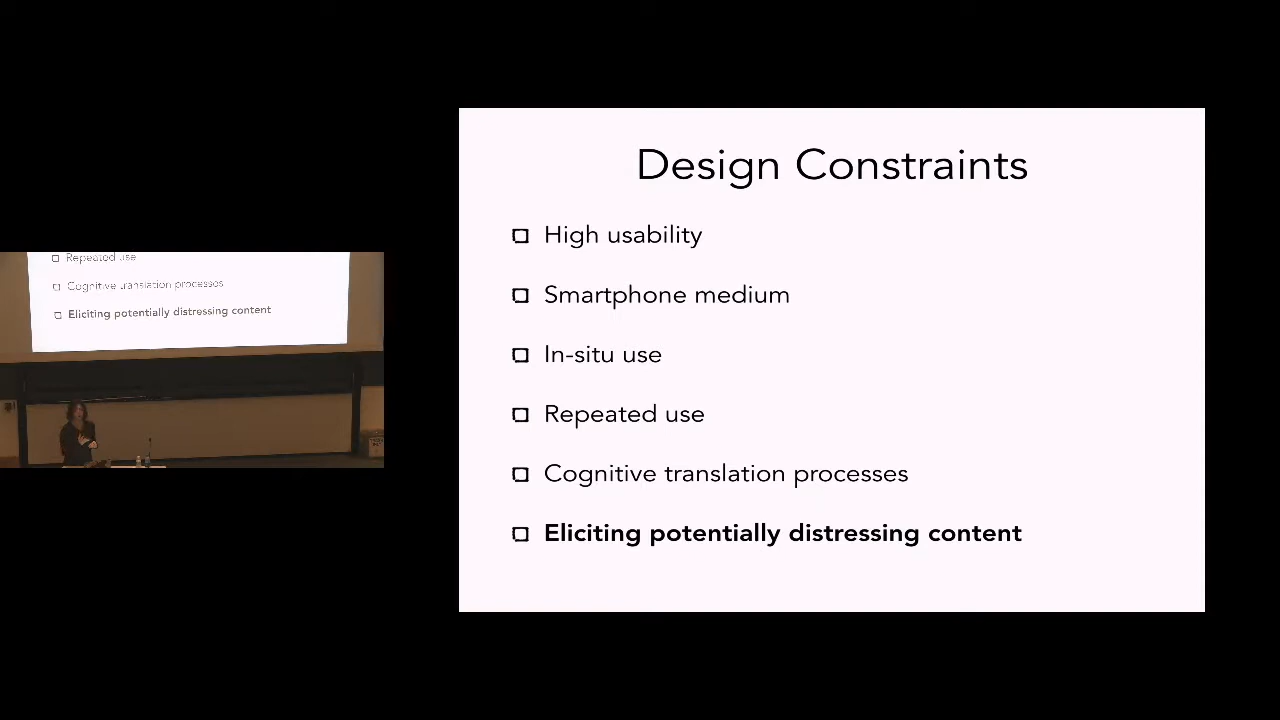 Design Constraints
High usability
Smartphone medium
In-situ use
Repeated use
Cognitive translation processes
Eliciting potentially distressing content
Repeated use
Cognitive translation processes
Eliciting potentially distressing content